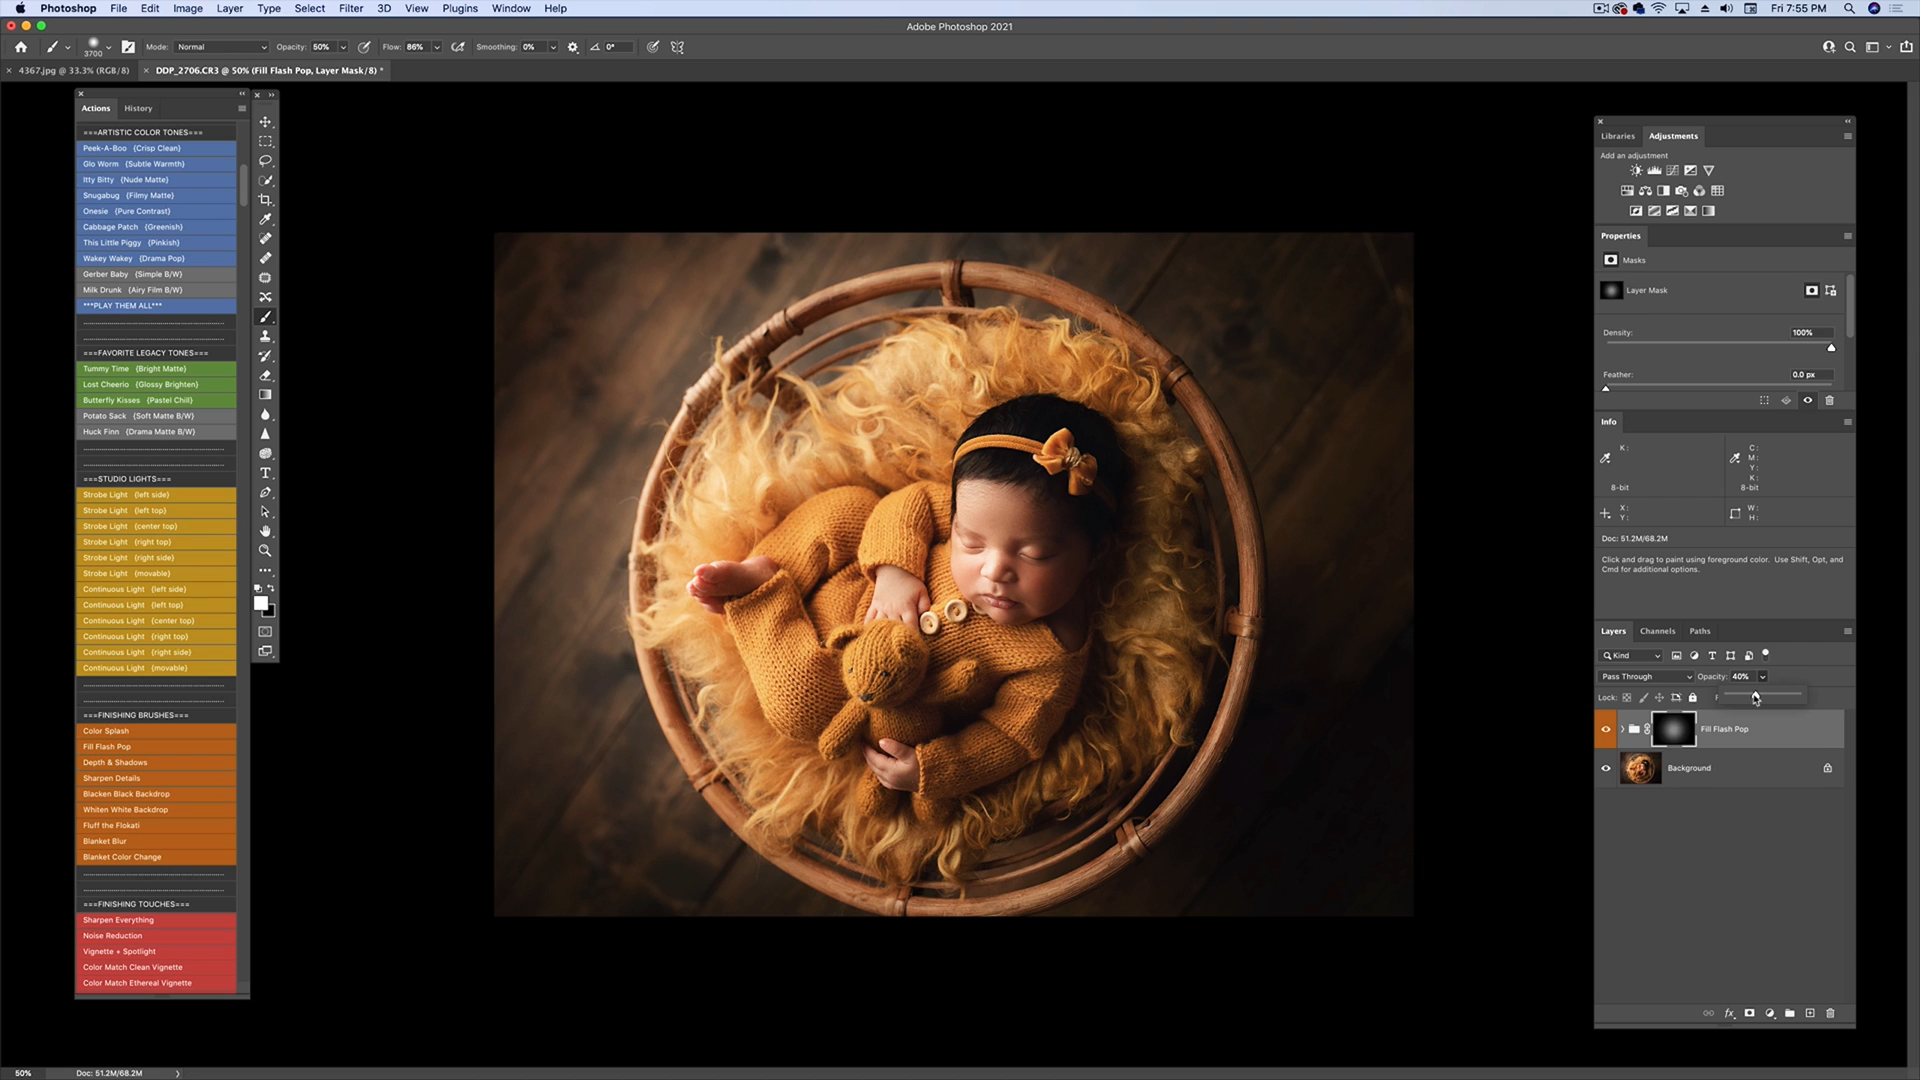 Photoshop File Edit Image Layer Type Select Filter 3D View Plugins Window Help Fri 7:55 PM
Adobe Photoshop 2021
3700 Mode: Normal Opacity: 50% Flow: 86% Smoothing: 0% 0°
4367.jpg @ 33.3% (RGB/8) DDP_2706.CR3 @ 50% (Fill Flash Pop, Layer Mask/8) *
Actions History
===ARTISTIC COLOR TONES===
Peek-A-Boo {Crisp Clean}
Glo Worm {Subtle Warmth}
Itty Bitty {Nude Matte}
Snugabug {Filmy Matte}
Onesie {Pure Contrast}
Cabbage Patch {Greenish}
This Little Piggy {Pinkish}
Wakey Wakey {Drama Pop}
Gerber Baby {Simple B/W}
Milk Drunk {Airy Film B/W}
***PLAY THEM ALL***
===FAVORITE LEGACY TONES===
Tummy Time {Bright Matte}
Lost Cheerio {Glossy Brighten}
Butterfly Kisses {Pastel Chill}
Potato Sack {Soft Matte B/W}
Huck Finn {Drama Matte B/W}
===STUDIO LIGHTS===
Strobe Light {left side}
Strobe Light {left top}
Strobe Light {center top}
Strobe Light {right top}
Strobe Light {right side}
Strobe Light {movable}
Continuous Light {left side}
Continuous Light {left top}
Continuous Light {center top}
Continuous Light {right top}
Continuous Light {right side}
Continuous Light {movable}
===FINISHING BRUSHES===
Color Splash
Fill Flash Pop
Depth & Shadows
Sharpen Details
Blacken Black Backdrop
Whiten White Backdrop
Fluff the Flokati
Blanket Blur
Blanket Color Change
===FINISHING TOUCHES===
Sharpen Everything
Noise Reduction
Vignette + Spotlight
Color Match Clean Vignette
Color Match Ethereal Vignette
Libraries Adjustments
Add an adjustment
Properties
Masks
Layer Mask
Density: 100%
Feather: 0.0 px
Info
K: C:
M:
Y:
K:
8-bit 8-bit
X: W:
Y: H:
Doc: 51.2M/68.2M
Click and drag to paint using foreground color. Use Shift, Opt, and
Cmd for additional options.
Layers Channels Paths
Kind
Pass Through Opacity: 40%
Lock:
Fill Flash Pop
Background
50% Doc: 51.2M/68.2M